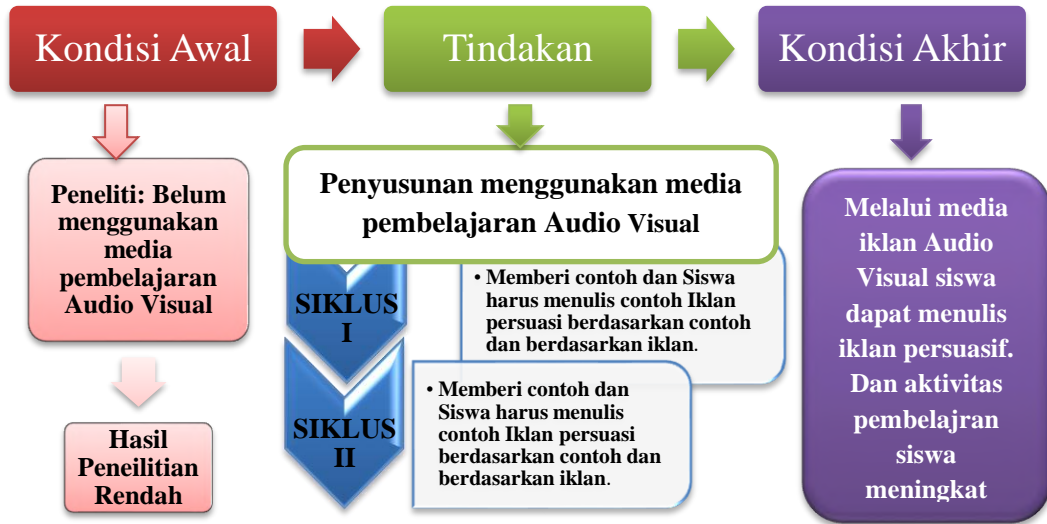 Kondisi Awal
Tindakan
Kondisi Akhir
Peneliti: Belum
menggunakan
media
pembelajaran
Audio Visual
Hasil
Peneilitian
Rendah
Penyusunan menggunakan media
pembelajaran Audio Visual
SIKLUS
I
• Memberi contoh dan Siswa
harus menulis contoh Iklan
persuasi berdasarkan contoh
dan berdasarkan iklan.
SIKLUS
II
• Memberi contoh dan
Siswa harus menulis
contoh Iklan persuasi
berdasarkan contoh dan
berdasarkan iklan.
Melalui media
iklan Audio
Visual siswa
dapat menulis
iklan persuasif.
Dan aktivitas
pembelajran
siswa
meningkat